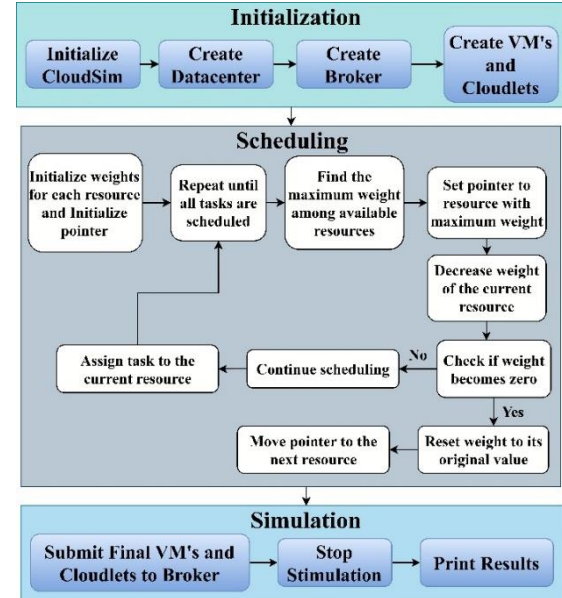 Initialization
Initialize
CloudSim
Create
Datacenter
Create
Broker
Create VM's
and
Cloudlets
Scheduling
Initialize weights
for each resource
and Initialize
pointer
Repeat until
all tasks are
scheduled
Find the
maximum weight
among available
resources
Set pointer to
resource with
maximum weight
Decrease weight
of the current
resource
Check if weight
becomes zero
No
Continue scheduling
Assign task to the
current resource
Yes
Reset weight to its
original value
Move pointer to the
next resource
Simulation
Submit Final VM's and
Cloudlets to Broker
Stop
Stimulation
Print Results